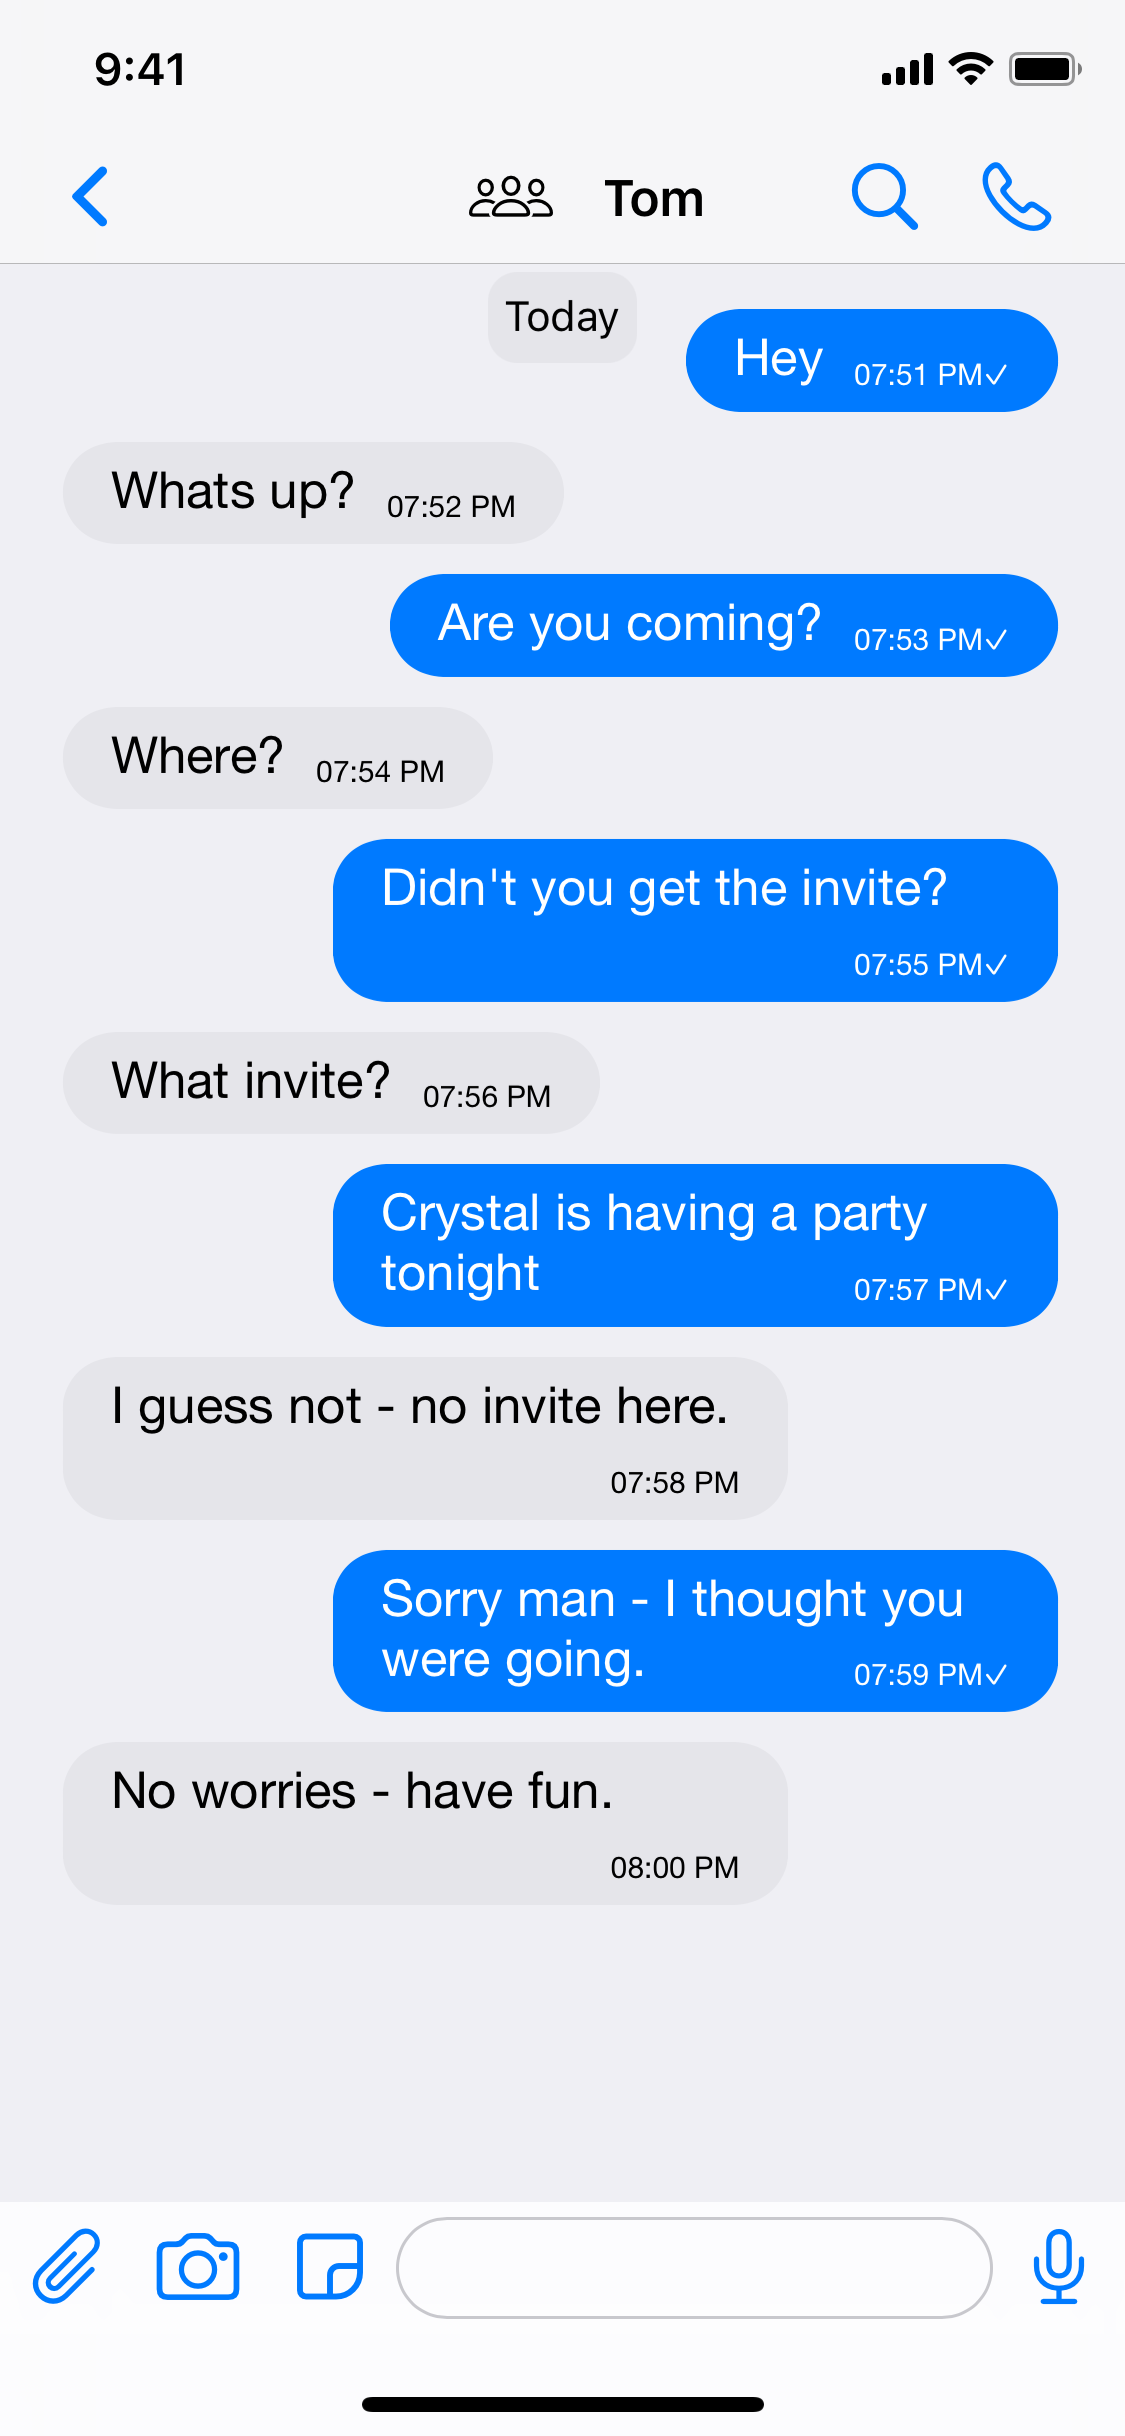 9:41
Tom
Today
Hey 07:51 PM✓
Whats up? 07:52 PM
Are you coming? 07:53 PM✓
Where? 07:54 PM
Didn't you get the invite?
07:55 PM✓
What invite? 07:56 PM
Crystal is having a party
tonight 07:57 PM✓
I guess not - no invite here.
07:58 PM
Sorry man - I thought you
were going. 07:59 PM✓
No worries - have fun.
08:00 PM